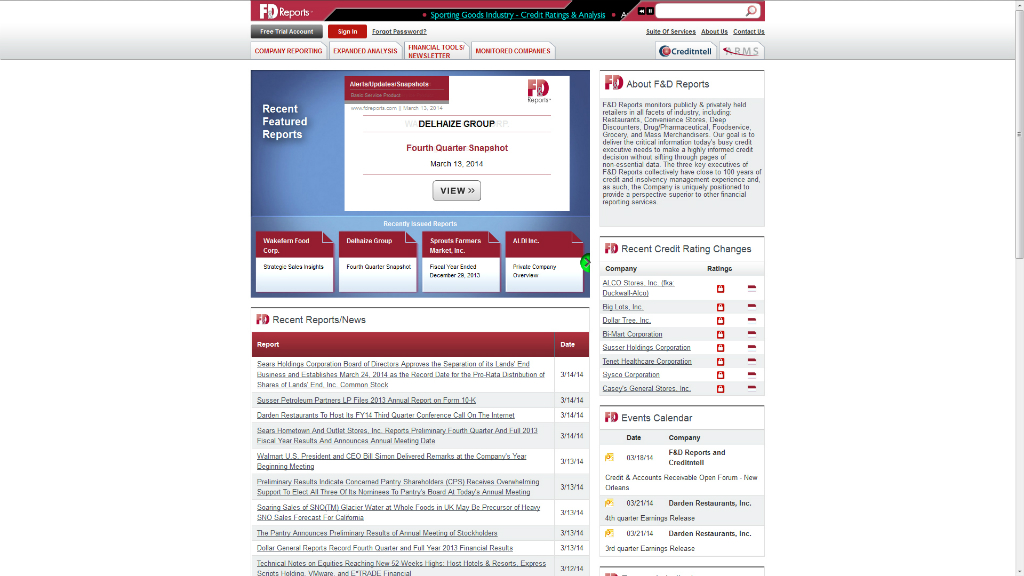 FD Reports
Sporting Goods Industry - Credit Ratings & Analysis
Free Trial Account
Sign In
Forgot Password?
Suite Of Services
About Us
Contact Us
COMPANY REPORTING
EXPANDED ANALYSIS
FINANCIAL TOOLS/
NEWSLETTER
MONITORED COMPANIES
Creditntell
ARMS
Recent
Featured
Reports
Alerts/Updates/Snapshots
Basic Service Product
FD
Reports
www.fdreports.com | March 13, 2014
DELHAIZE GROUP
Fourth Quarter Snapshot
March 13, 2014
VIEW >>
Recently Issued Reports
Wakefern Food
Corp.
Strategic Sales Insights
Delhaize Group
Fourth Quarter Snapshot
Sprouts Farmers
Market, Inc.
Fiscal Year Ended
December 29, 2013
ALDI Inc.
Private Company
Overview
FD Recent Reports/News
Report
Date
Sears Holdings Corporation Board of Directors Approves the Separation of its Lands' End
Business and Establishes March 24, 2014 as the Record Date for the Pro-Rata Distribution of
Shares of Lands' End, Inc. Common Stock
3/14/14
Susser Petroleum Partners LP Files 2013 Annual Report on Form 10-K
3/14/14
Darden Restaurants To Host Its FY14 Third Quarter Conference Call On The Internet
3/14/14
Sears Hometown And Outlet Stores, Inc. Reports Preliminary Fourth Quarter And Full 2013
Fiscal Year Results And Announces Annual Meeting Date
3/14/14
Walmart U.S. President and CEO Bill Simon Delivered Remarks at the Company's Year
Beginning Meeting
3/13/14
Preliminary Results Indicate Concerned Pantry Shareholders (CPS) Receives Overwhelming
Support To Elect All Three Of Its Nominees To Pantry's Board At Today's Annual Meeting
3/13/14
Soaring Sales of SNO(TM) Glacier Water at Whole Foods in UK May Be Precursor of Heavy
SNO Sales Forecast For California
3/13/14
The Pantry Announces Preliminary Results of Annual Meeting of Stockholders
3/13/14
Dollar General Reports Record Fourth Quarter and Full Year 2013 Financial Results
3/13/14
Technical Notes on Equities Reaching New 52 Weeks Highs: Host Hotels & Resorts, Express
Scripts Holding, VMware, and E*TRADE Financial
3/12/14
FD About F&D Reports
F&D Reports monitors publicly & privately held
retailers in all facets of industry, including:
Restaurants, Convenience Stores, Deep
Discounters, Drug/Pharmaceutical, Foodservice,
Grocery, and Mass Merchandisers. Our goal is to
deliver the critical information today's busy credit
executive needs to make a highly informed credit
decision without sifting through pages of
non-essential data. The three key executives of
F&D Reports collectively have close to 100 years of
credit and insolvency management experience and,
as such, the Company is uniquely positioned to
provide a perspective superior to other financial
reporting services.
FD Recent Credit Rating Changes
Company
Ratings
ALCO Stores, Inc. (fka:
Duckwall-Alco)
Big Lots, Inc.
Dollar Tree, Inc.
Bi-Mart Corporation
Susser Holdings Corporation
Tenet Healthcare Corporation
Sysco Corporation
Casey's General Stores, Inc.
FD Events Calendar
Date
Company
03/18/14
F&D Reports and
Creditntell
Credit & Accounts Receivable Open Forum - New
Orleans
03/21/14
Darden Restaurants, Inc.
4th quarter Earnings Release
03/21/14
Darden Restaurants, Inc.
3rd quarter Earnings Release